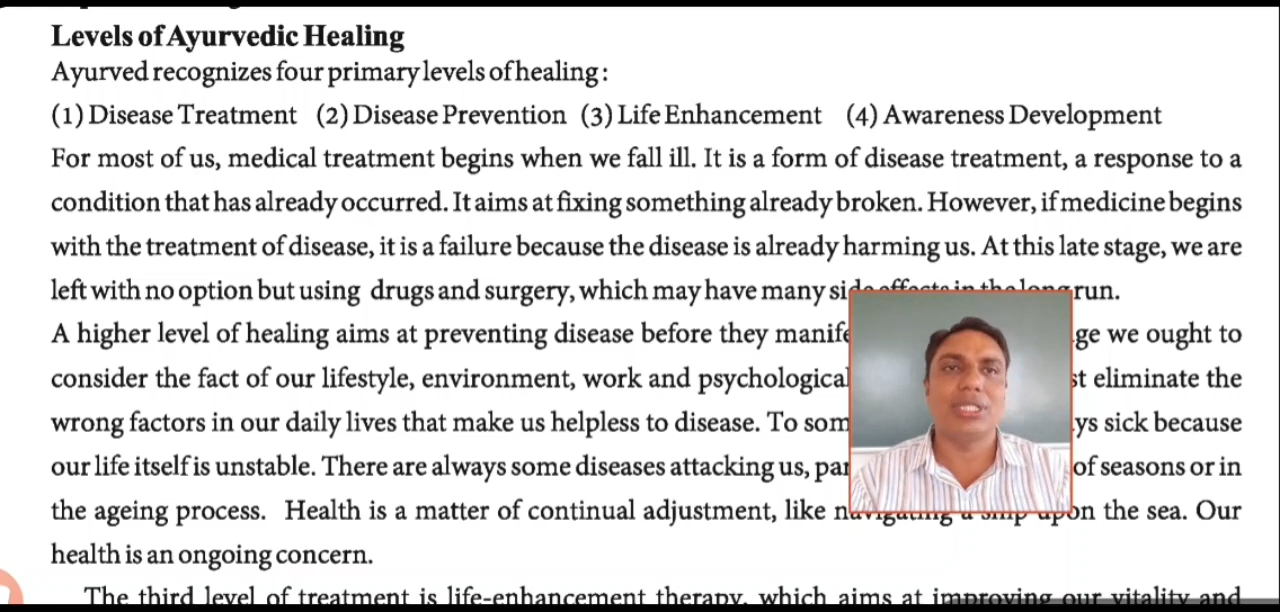 Levels of Ayurvedic Healing
Ayurved recognizes four primary levels of healing:
(1) Disease Treatment (2) Disease Prevention (3) Life Enhancement (4) Awareness Development
For most of us, medical treatment begins when we fall ill. It is a form of disease treatment, a response to a
condition that has already occurred. It aims at fixing something already broken. However, if medicine begins
with the treatment of disease, it is a failure because the disease is already harming us. At this late stage, we are
left with no option but using drugs and surgery, which may have many side effects in the long run.
A higher level of healing aims at preventing disease before they we ought to
consider the fact of our lifestyle, environment, work and eliminate the
wrong factors in our daily lives that make us helpless to disease. To sick because
our life itself is unstable. There are always some diseases attacking us, of seasons or in
the ageing process. Health is a matter of continual adjustment, like navigating a ship upon the sea. Our
health is an ongoing concern.
The third level of treatment is life-enhancement therapy, which aims at improving our vitality and